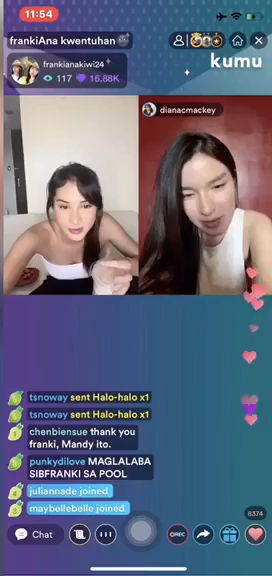 11:54
frankiAna kwentuhan
frankianakiwi24
117 16.88K
kumu
dianacmackey
tsnoway sent Halo-halo x1
tsnoway sent Halo-halo x1
chenbiensue thank you
franki, Mandy ito.
punkydilove MAGLALABA
SIBFRANKI SA POOL
juliannade joined
maybellebelle joined
8374
Chat
REC